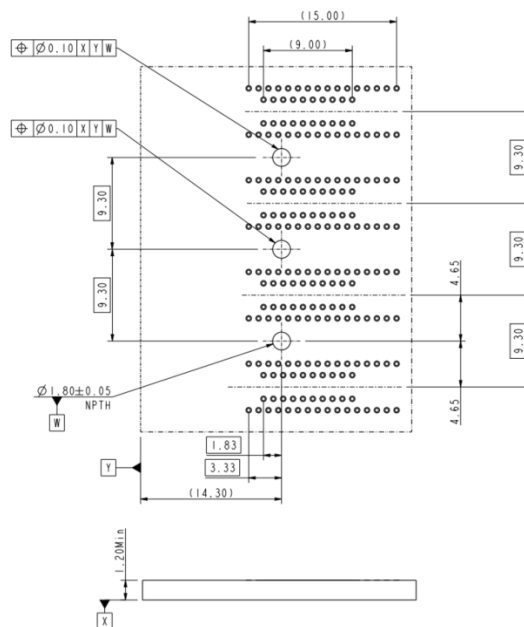 (15.00)
(9.00)
⌖ Ø0.10 X Y W
⌖ Ø0.10 X Y W
9.30
9.30
9.30
9.30
4.65
9.30
4.65
Ø1.80±0.05
NPTH
W
1.83
3.33
Y
(14.30)
1.20Min
X